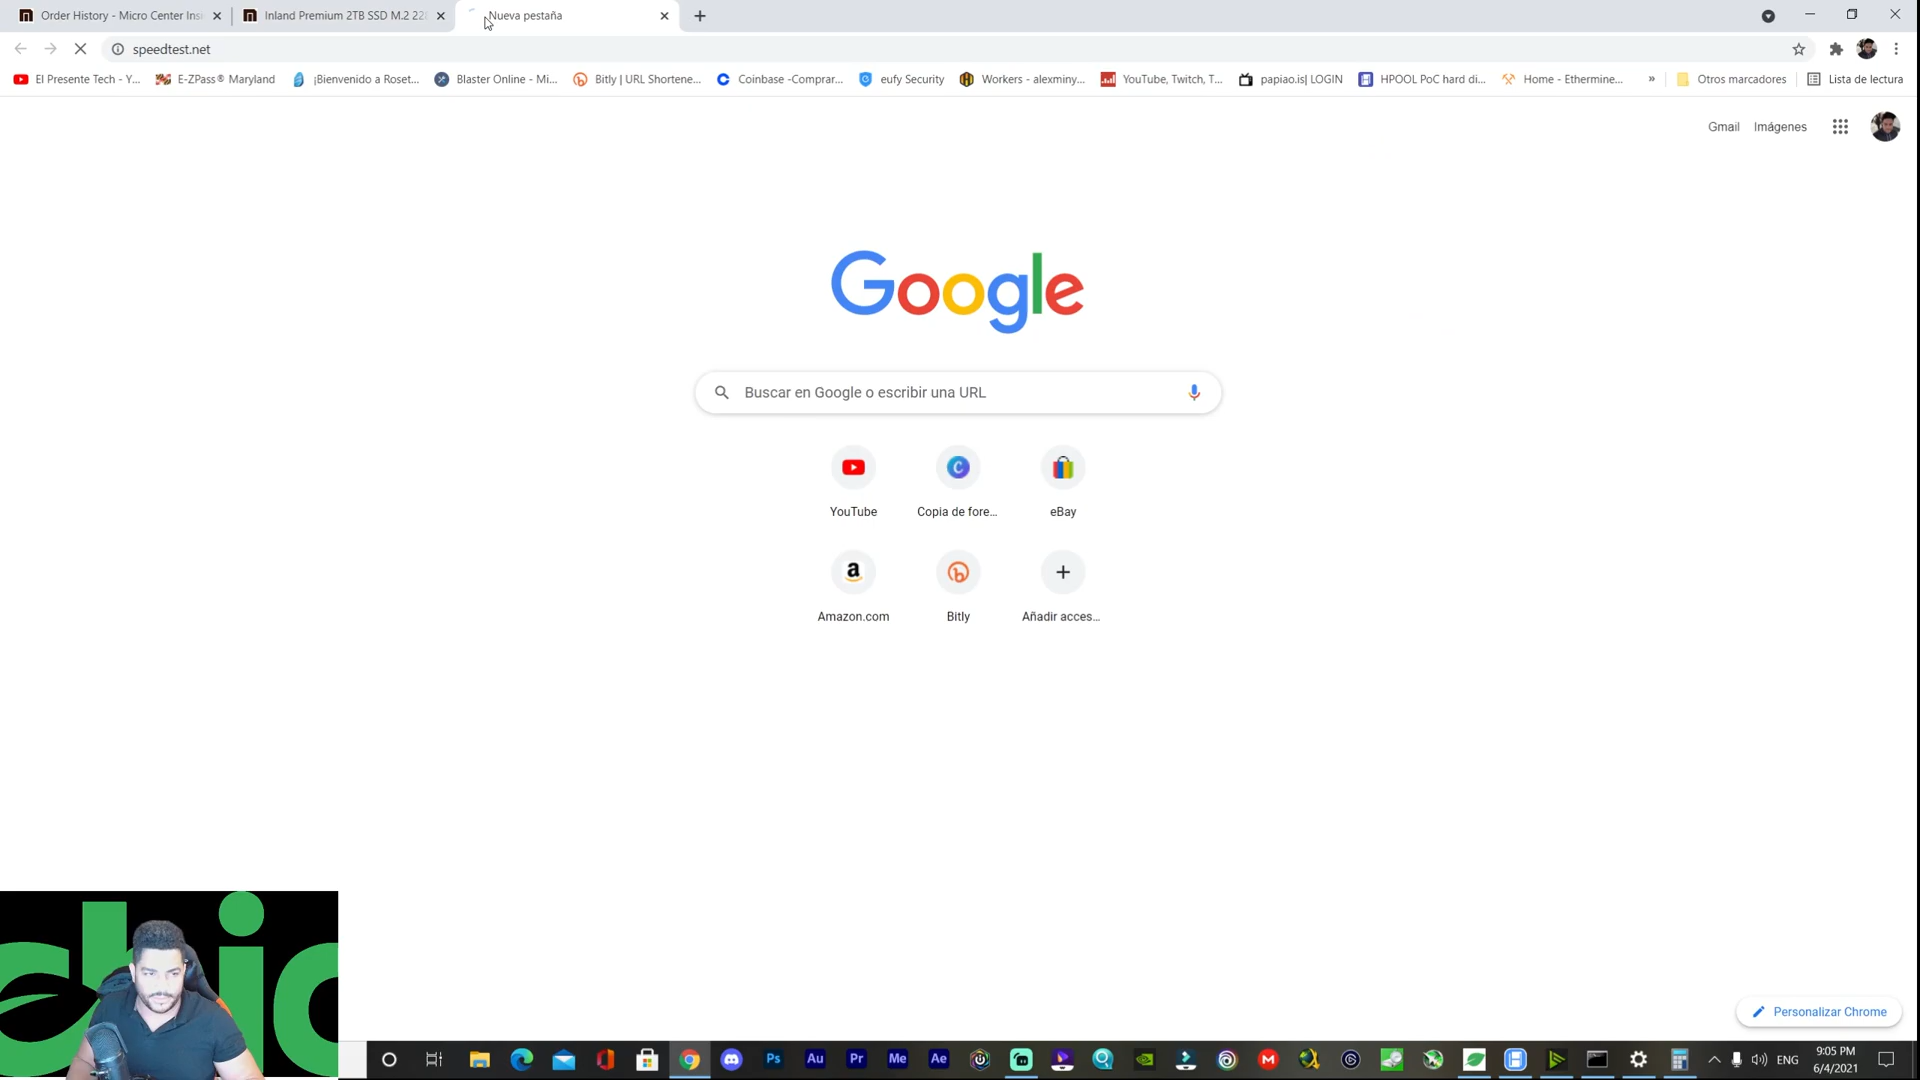 Order History - Micro Center Ins
Inland Premium 2TB SSD M.2 228
Nueva pestaña
speedtest.net
El Presente Tech - Y...
E-ZPass® Maryland
¡Bienvenido a Roset...
Blaster Online - Mi...
Bitly | URL Shortene...
Coinbase -Comprar...
eufy Security
Workers - alexminy...
YouTube, Twitch, T...
papiao.is| LOGIN
HPOOL PoC hard di...
Home - Ethermine...
»
Otros marcadores
Lista de lectura
Gmail
Imágenes
Google
Buscar en Google o escribir una URL
YouTube
Copia de fore...
eBay
Amazon.com
Bitly
Añadir acces...
Personalizar Chrome
Ps
Au
Pr
Me
Ae
ENG
9:05 PM
6/4/2021